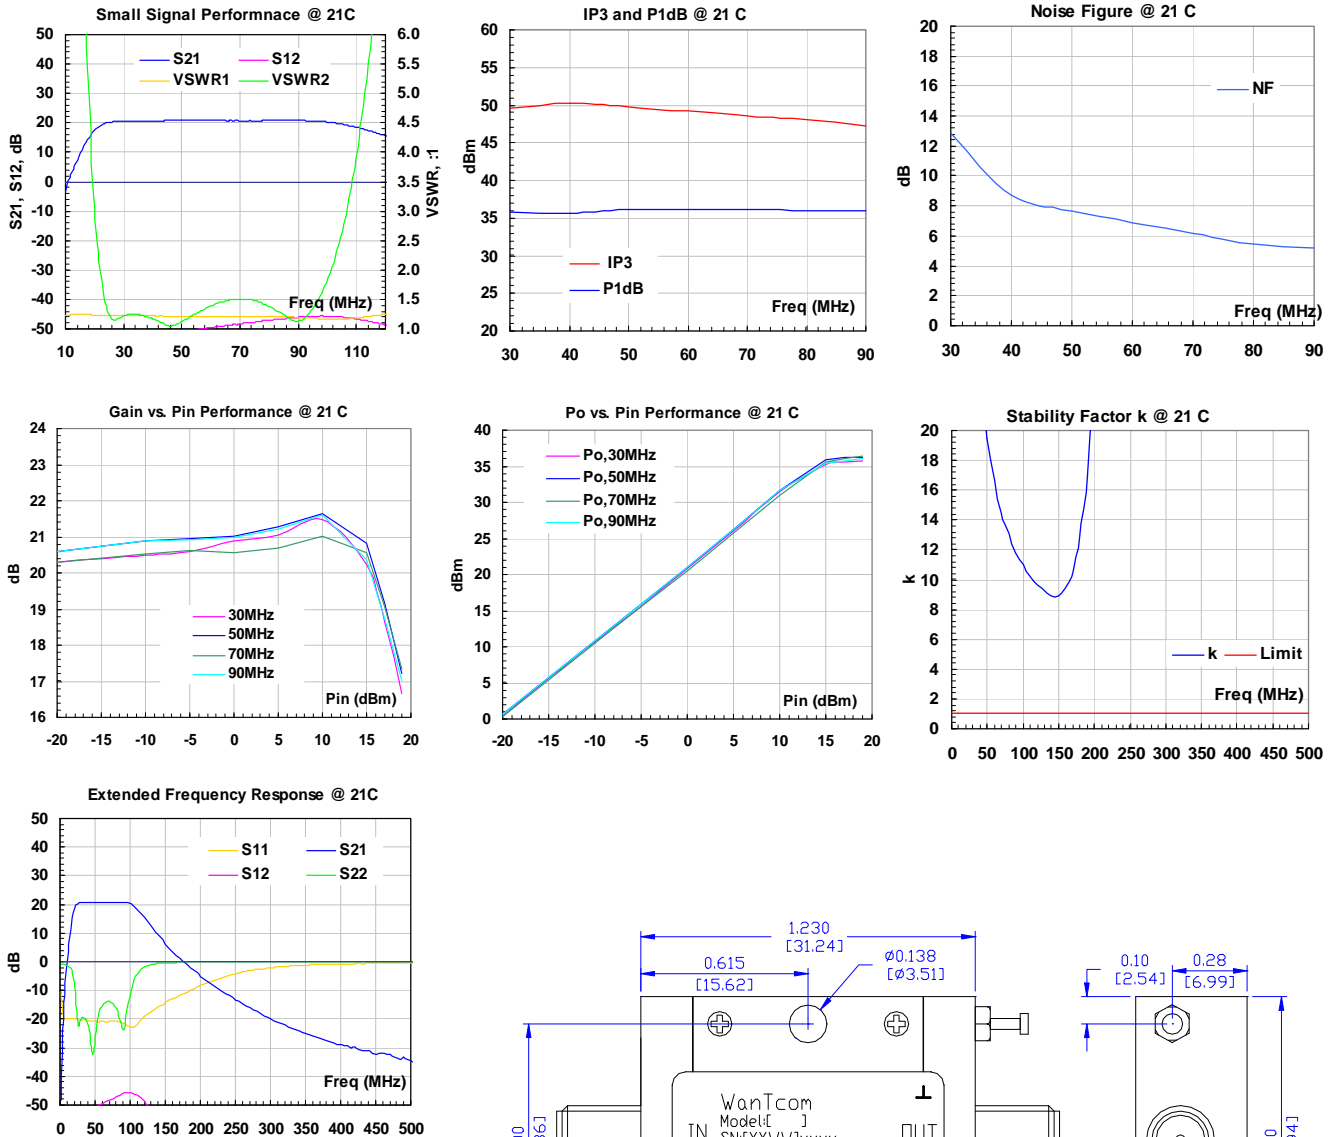 Small Signal Performnace @ 21C
50
40
30
20
10
0
-10
-20
-30
-40
-50
S21, S12, dB
6.0
5.5
5.0
4.5
4.0
3.5
3.0
2.5
2.0
1.5
1.0
VSWR, :1
S21
S12
VSWR1
VSWR2
Freq (MHz)
10 30 50 70 90 110
IP3 and P1dB @ 21 C
60
55
50
45
40
35
30
25
20
dBm
IP3
P1dB
Freq (MHz)
30 40 50 60 70 80 90
Noise Figure @ 21 C
20
18
16
14
12
10
8
6
4
2
0
dB
NF
Freq (MHz)
30 40 50 60 70 80 90
Gain vs. Pin Performance @ 21 C
24
23
22
21
20
19
18
17
16
dB
30MHz
50MHz
70MHz
90MHz
Pin (dBm)
-20 -15 -10 -5 0 5 10 15 20
Po vs. Pin Performance @ 21 C
40
35
30
25
20
15
10
5
0
dBm
Po,30MHz
Po,50MHz
Po,70MHz
Po,90MHz
Pin (dBm)
-20 -15 -10 -5 0 5 10 15 20
Stability Factor k @ 21 C
20
18
16
14
12
10
8
6
4
2
0
k
k
Limit
Freq (MHz)
0 50 100 150 200 250 300 350 400 450 500
Extended Frequency Response @ 21C
50
40
30
20
10
0
-10
-20
-30
-40
-50
dB
S11
S21
S12
S22
Freq (MHz)
0 50 100 150 200 250 300 350 400 450 500
1.230
[31.24]
0.615
[15.62]
Ø0.138
[Ø3.51]
0.10
[2.54]
0.28
[6.99]
WanTcom
Model:[ ]
IN
OUT